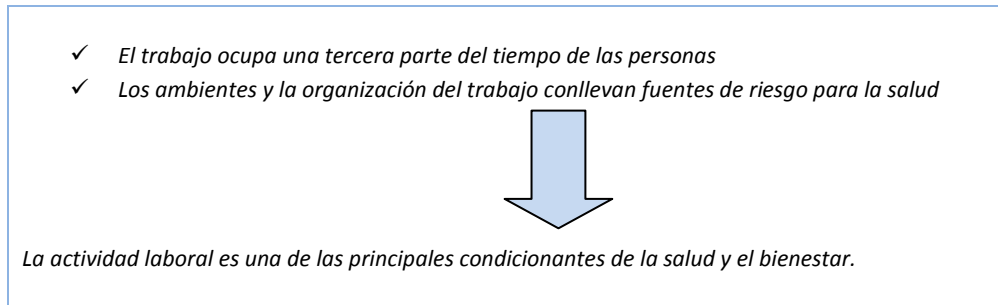 ✓ El trabajo ocupa una tercera parte del tiempo de las personas
✓ Los ambientes y la organización del trabajo conllevan fuentes de riesgo para la salud
La actividad laboral es una de las principales condicionantes de la salud y el bienestar.